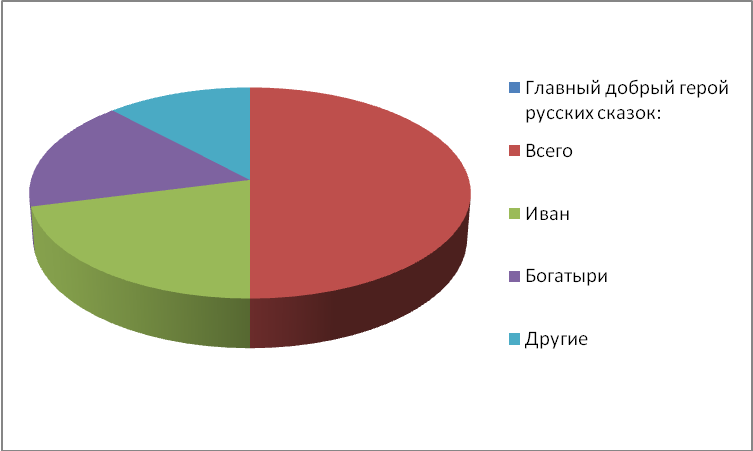 Главный добрый герой
русских сказок:
Всего
Иван
Богатыри
Другие